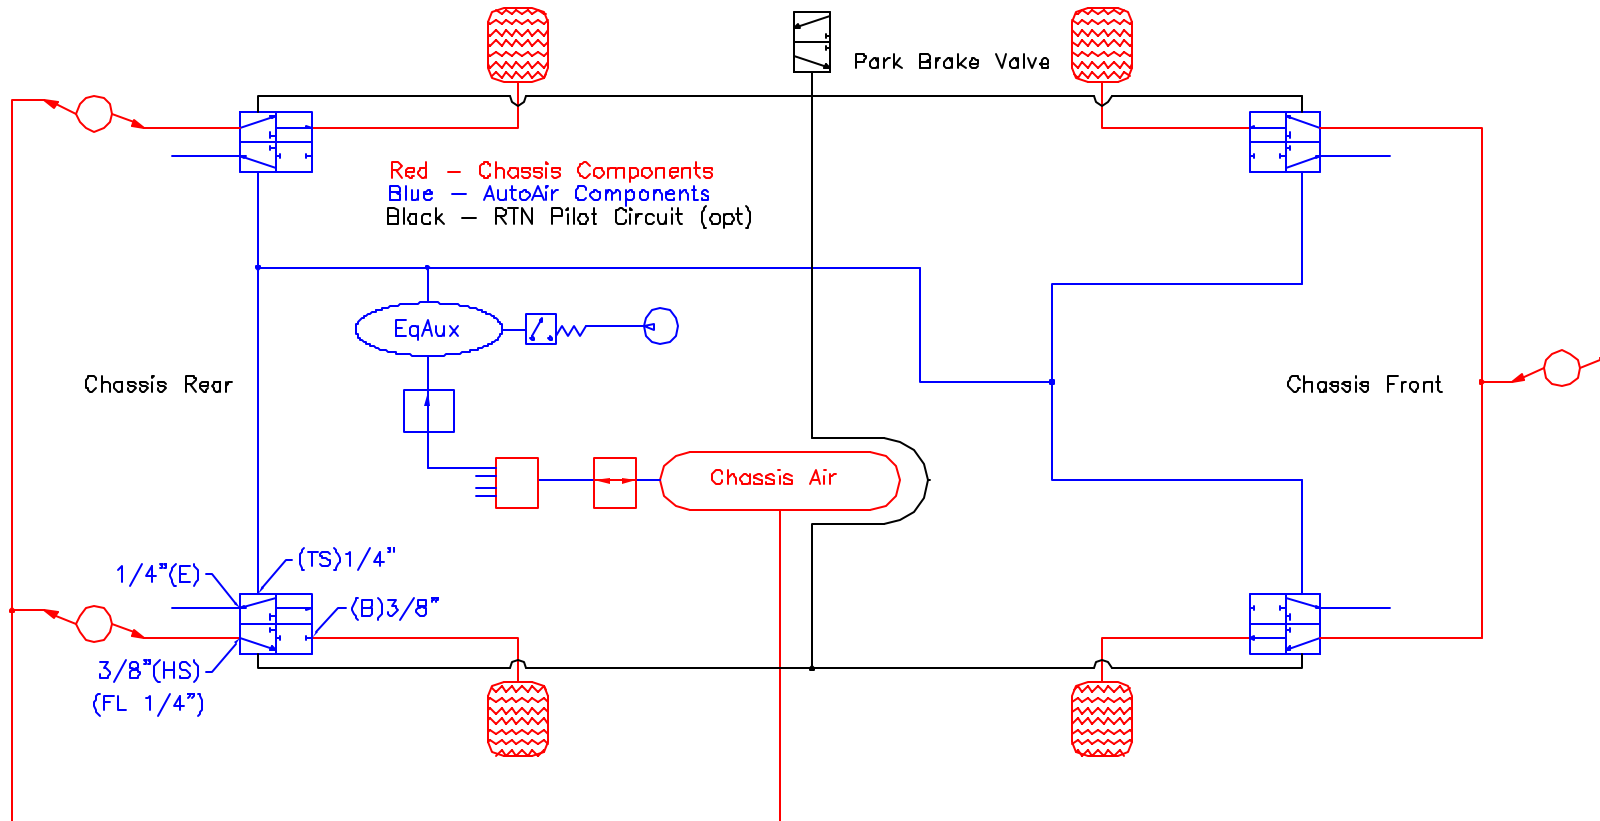 Park Brake Valve
Red - Chassis Components
Blue - AutoAir Components
Black - RTN Pilot Circuit (opt)
EqAux
Chassis Rear
Chassis Front
Chassis Air
(TS)1/4"
1/4"(E)
(B)3/8"
3/8"(HS)
(FL 1/4")